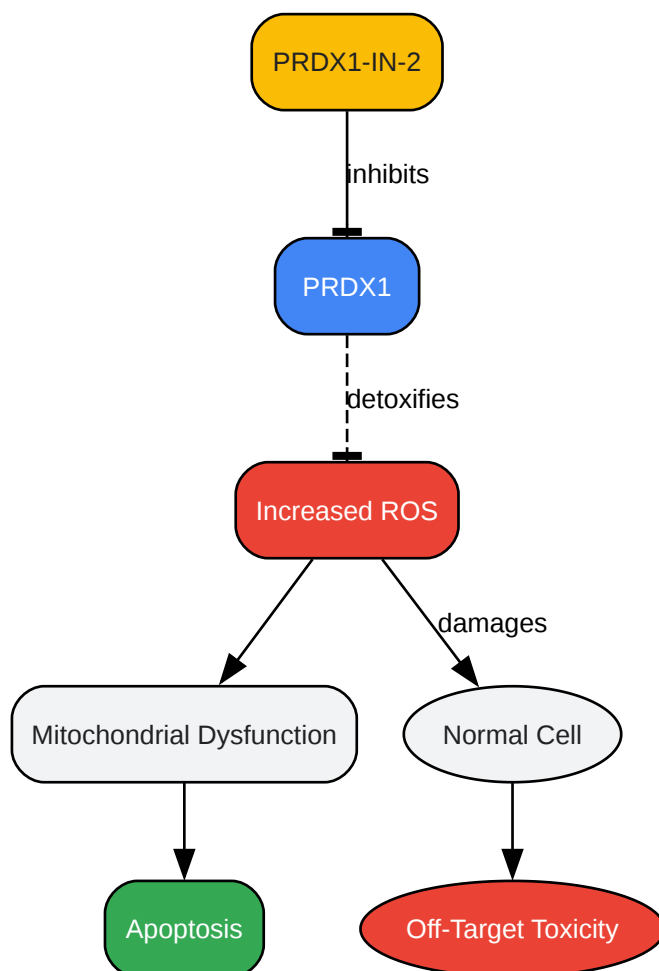 PRDX1-IN-2
inhibits
PRDX1
detoxifies
Increased ROS
damages
Mitochondrial Dysfunction
Normal Cell
Apoptosis
Off-Target Toxicity